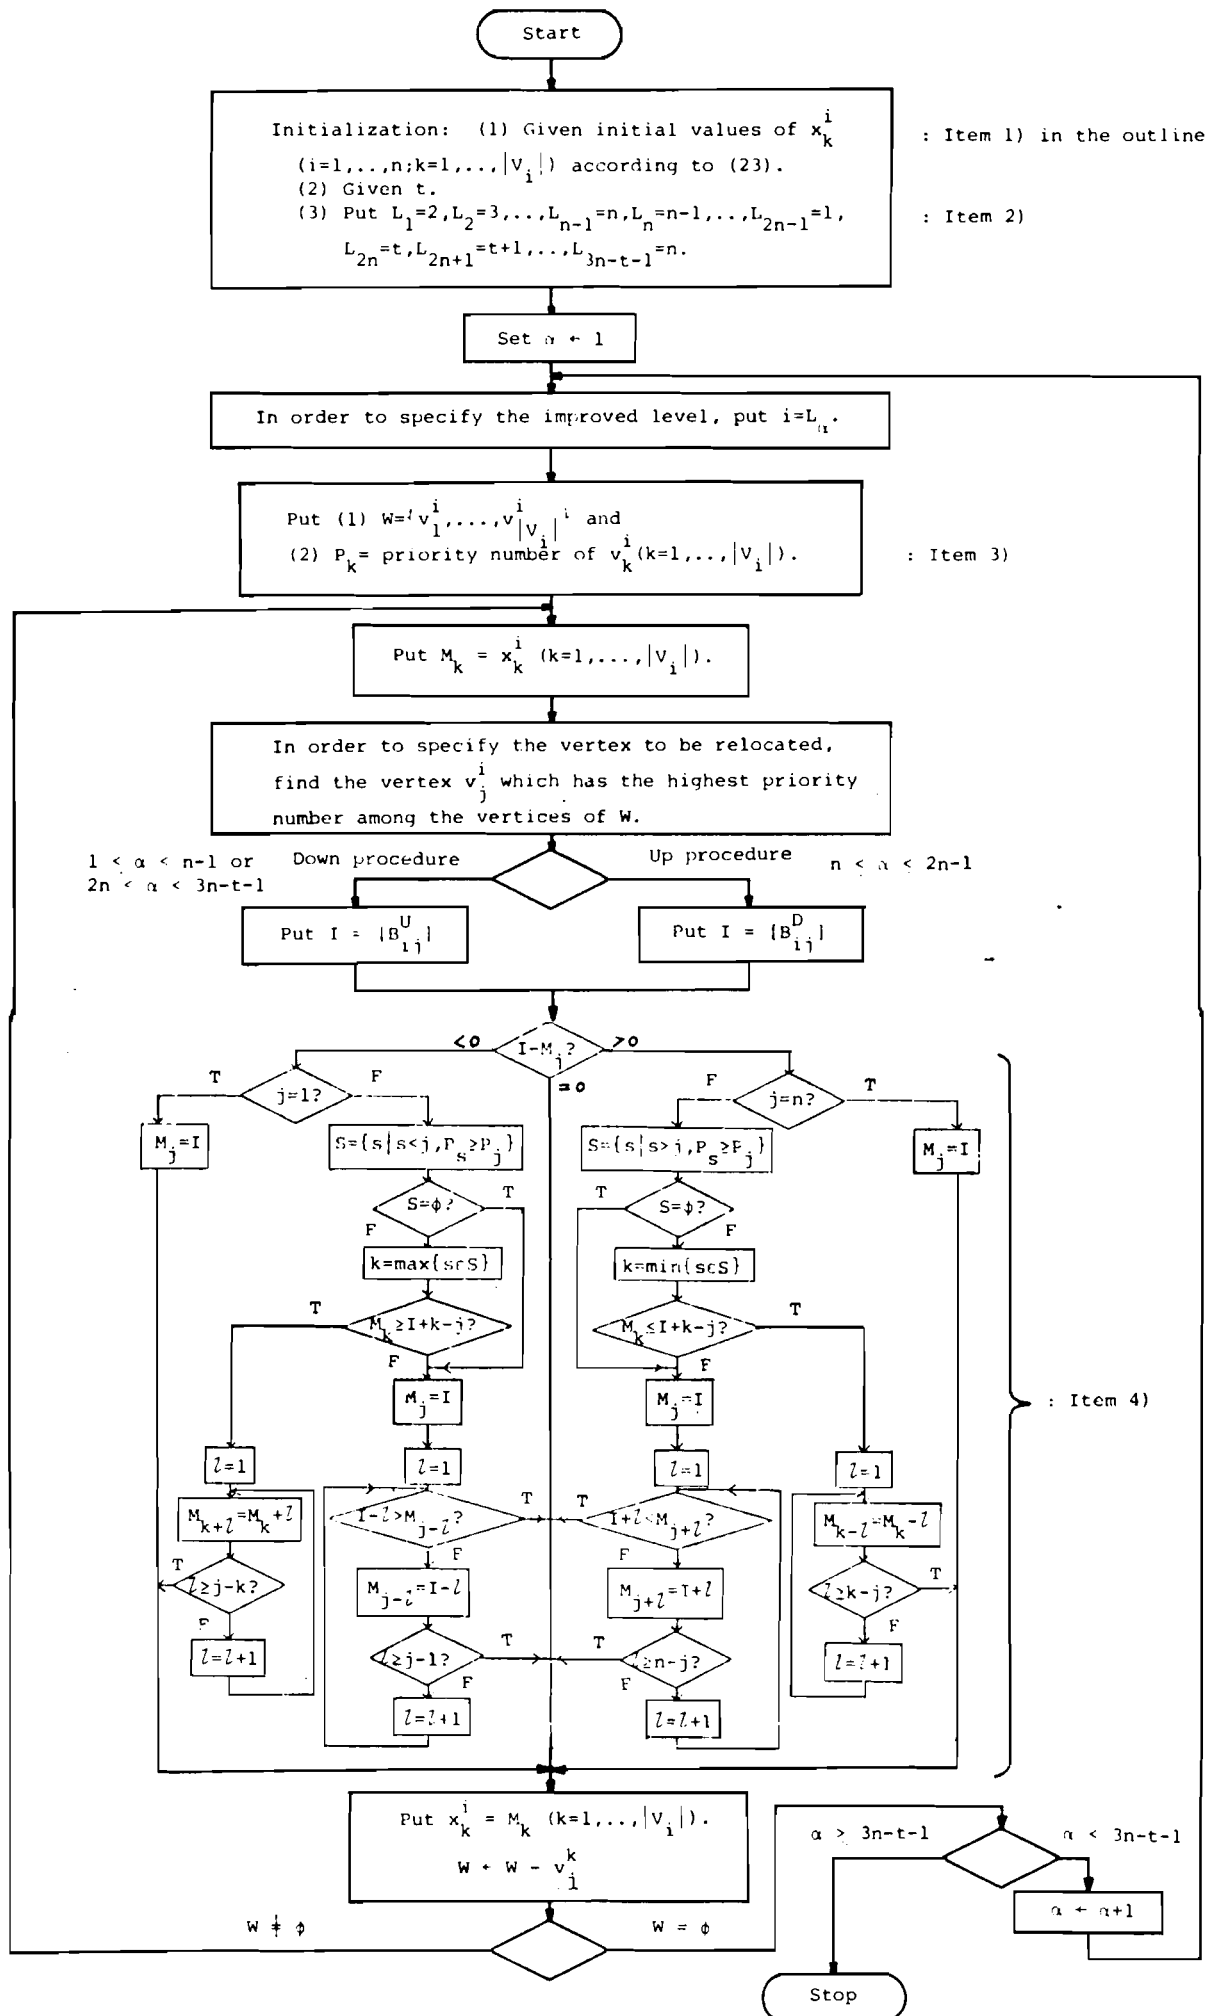 Start
Initialization: (1) Given initial values of x_k^i : Item 1) in the outline
(i=1,..,n;k=1,..,|V_i|) according to (23).
(2) Given t.
(3) Put L_1=2,L_2=3,..,L_{n-1}=n,L_n=n-1,..,L_{2n-1}=1, : Item 2)
L_{2n}=t,L_{2n+1}=t+1,..,L_{3n-t-1}=n.
Set α ← 1
In order to specify the improved level, put i=L_α.
Put (1) W={v_1^i,...,v_{|V_i|}^i} and
(2) P_k= priority number of v_k^i(k=1,..,|V_i|). : Item 3)
Put M_k = x_k^i (k=1,...,|V_i|).
In order to specify the vertex to be relocated,
find the vertex v_j^i which has the highest priority
number among the vertices of W.
1 < α < n-1 or Down procedure Up procedure n < α < 2n-1
2n < α < 3n-t-1
Put I = [B_{ij}^U] Put I = [B_{ij}^D]
<0 I-M_j? >0
=0
T j=1? F F j=n? T
M_j=I S={s|s<j,P_s≥P_j} S={s|s>j,P_s≥P_j} M_j=I
S=φ? T T S=φ?
F F
k=max{s∈S} k=min{s∈S}
T M_k≥I+k-j? M_k≤I+k-j? T
F F
M_j=I M_j=I : Item 4)
l=1 l=1 l=1 l=1
M_{k+l}=M_k+l I-l>M_{j-l}? T T I+l<M_{j+l}? M_{k-l}=M_k-l
F F
T l≥j-k? M_{j-l}=I-l M_{j+l}=I+l l≥k-j? T
F F
l=l+1 l≥j-1? T T l≥n-j? l=l+1
F F
l=l+1 l=l+1
Put x_k^i = M_k (k=1,...,|V_i|).
W ← W - v_j^k
α > 3n-t-1 α < 3n-t-1
α ← α+1
W ≠ φ W = φ
Stop